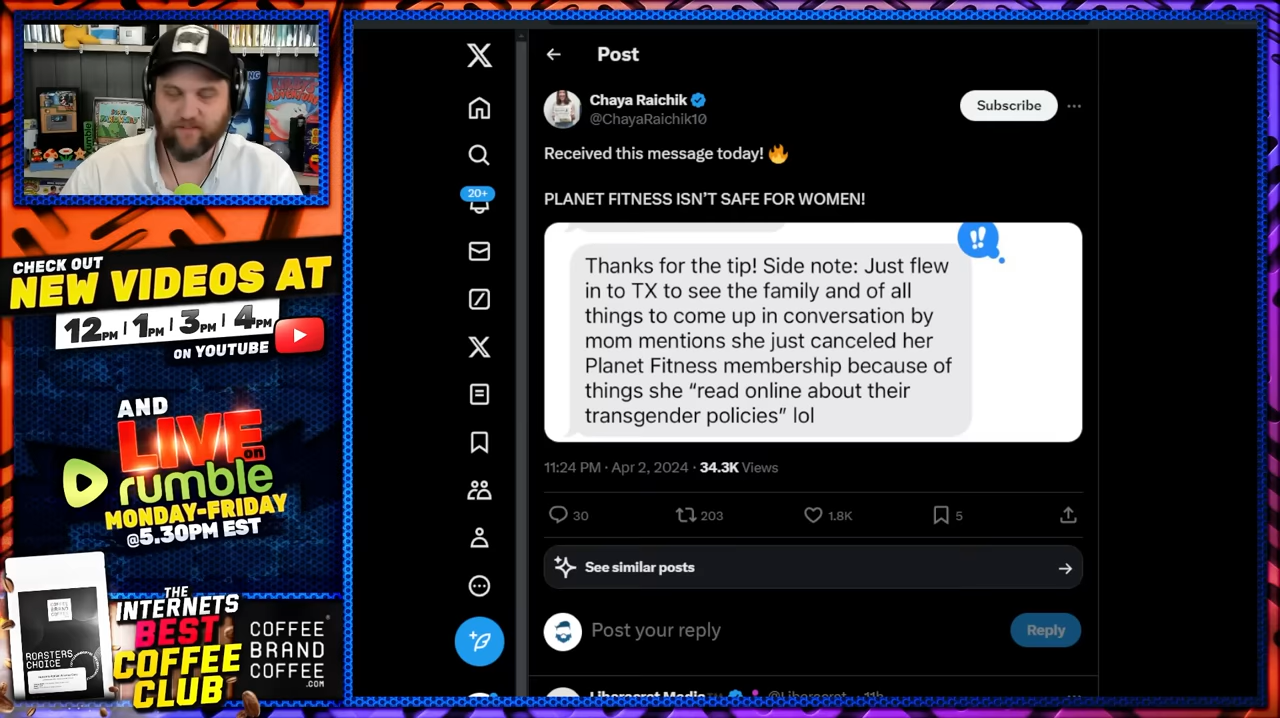 CHECK OUT
NEW VIDEOS AT
12PM | 1PM | 3PM | 4PM
ON YOUTUBE
AND
LIVE
on
rumble
MONDAY-FRIDAY
@5.30PM EST
ROASTERS
CHOICE
THE
INTERNETS
BEST
COFFEE
CLUB
COFFEE
BRAND
COFFEE
.COM
20+
Post
Chaya Raichik
@ChayaRaichik10
Subscribe
Received this message today! 🔥
PLANET FITNESS ISN’T SAFE FOR WOMEN!
!!
Thanks for the tip! Side note: Just flew
in to TX to see the family and of all
things to come up in conversation by
mom mentions she just canceled her
Planet Fitness membership because of
things she “read online about their
transgender policies” lol
11:24 PM · Apr 2, 2024 · 34.3K Views
30 203 1.8K 5
See similar posts
Post your reply
Reply